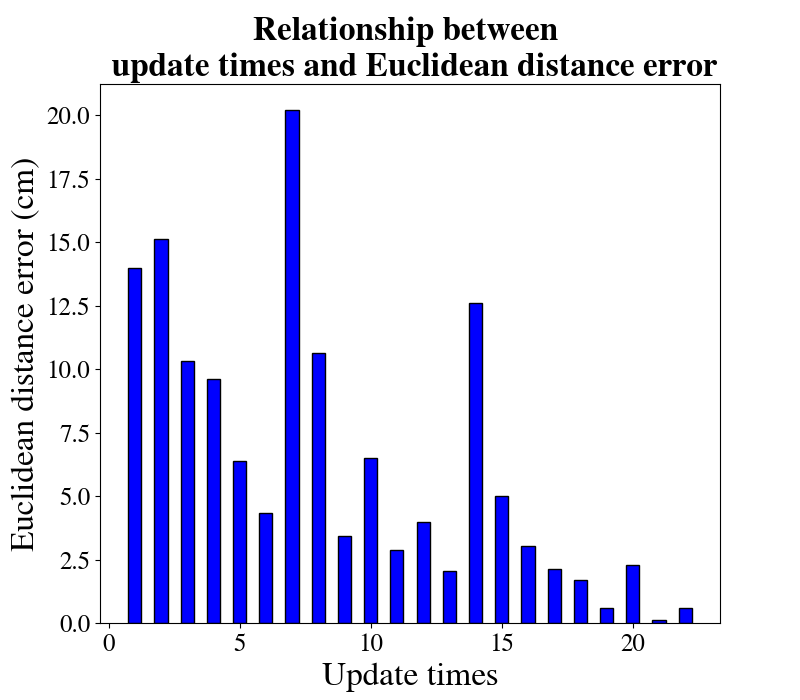 Relationship between
update times and Euclidean distance error
Euclidean distance error (cm)
20.0
17.5
15.0
12.5
10.0
7.5
5.0
2.5
0.0
0 5 10 15 20
Update times